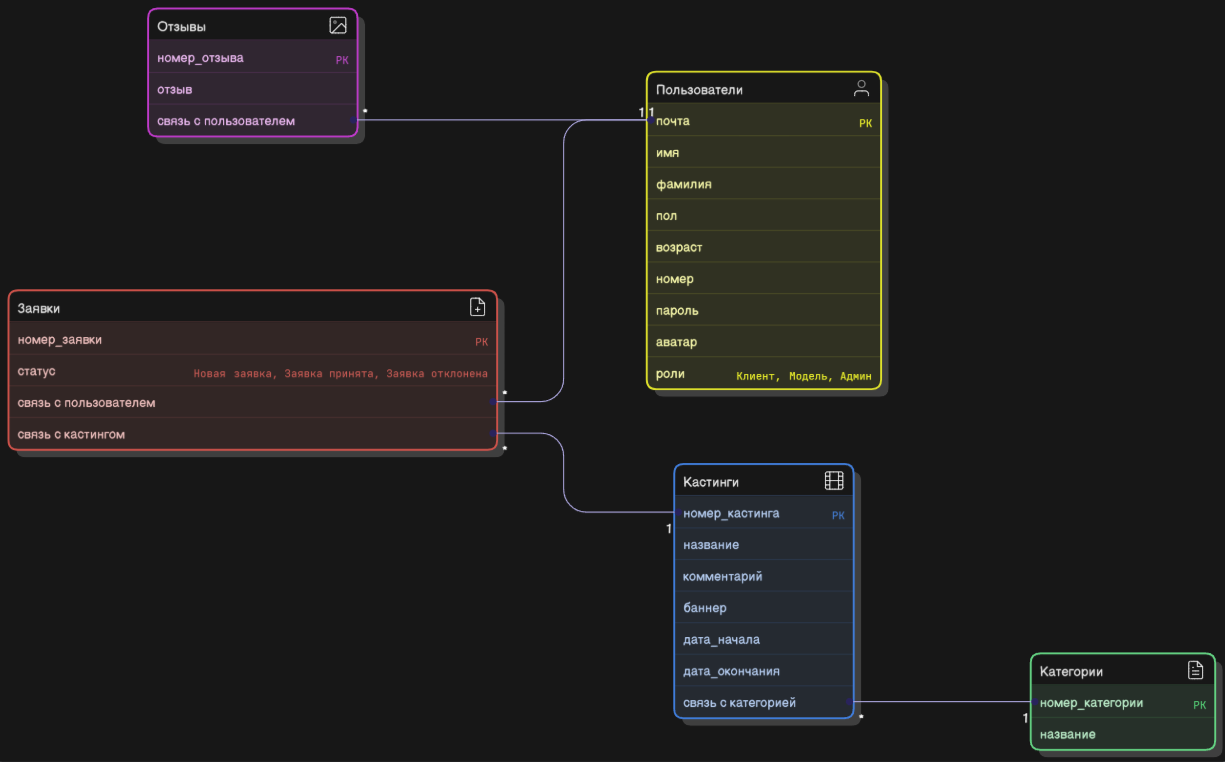 Отзывы
номер_отзыва PK
отзыв
связь с пользователем
*
Пользователи
1 1
почта PK
имя
фамилия
пол
возраст
номер
пароль
аватар
роли Клиент, Модель, Админ
Заявки
номер_заявки PK
статус Новая заявка, Заявка принята, Заявка отклонена
связь с пользователем
*
связь с кастингом
*
Кастинги
номер_кастинга PK
1
название
комментарий
баннер
дата_начала
дата_окончания
связь с категорией
*
Категории
номер_категории PK
1
название